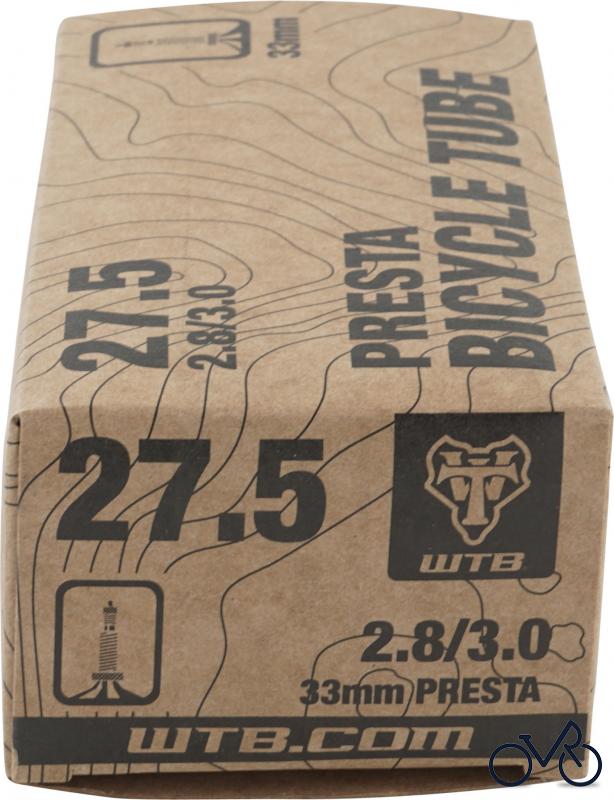 33mm
PRESTA
BICYCLE TUBE
27.5
2.8/3.0
27.5
WTB
2.8/3.0
33mm PRESTA
WTB.COM
VR